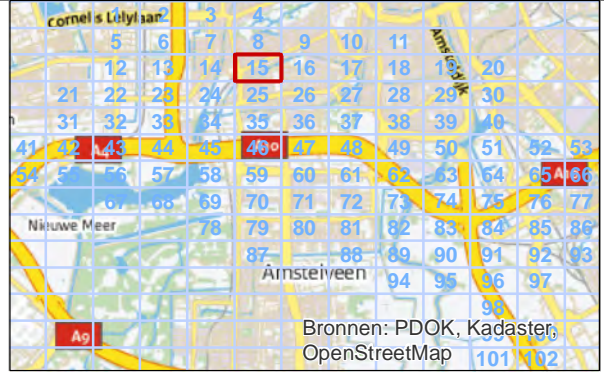 Cornelis Lelylaan
1 2 3 4
5 6 7 8 9 10 11
Amsteldijk
12 13 14 15 16 17 18 19 20
21 22 23 24 25 26 27 28 29 30
31 32 33 34 35 36 37 38 39 40
41 42 43 44 45 46 47 48 49 50 51 52 53
A4
54 55 56 57 58 59 60 61 62 63 64 65 66
67 68 69 70 71 72 73 74 75 76 77
Nieuwe Meer
78 79 80 81 82 83 84 85 86
87 88 89 90 91 92 93
Amstelveen
94 95 96 97
98
A9
Bronnen: PDOK, Kadaster,
OpenStreetMap
101 102